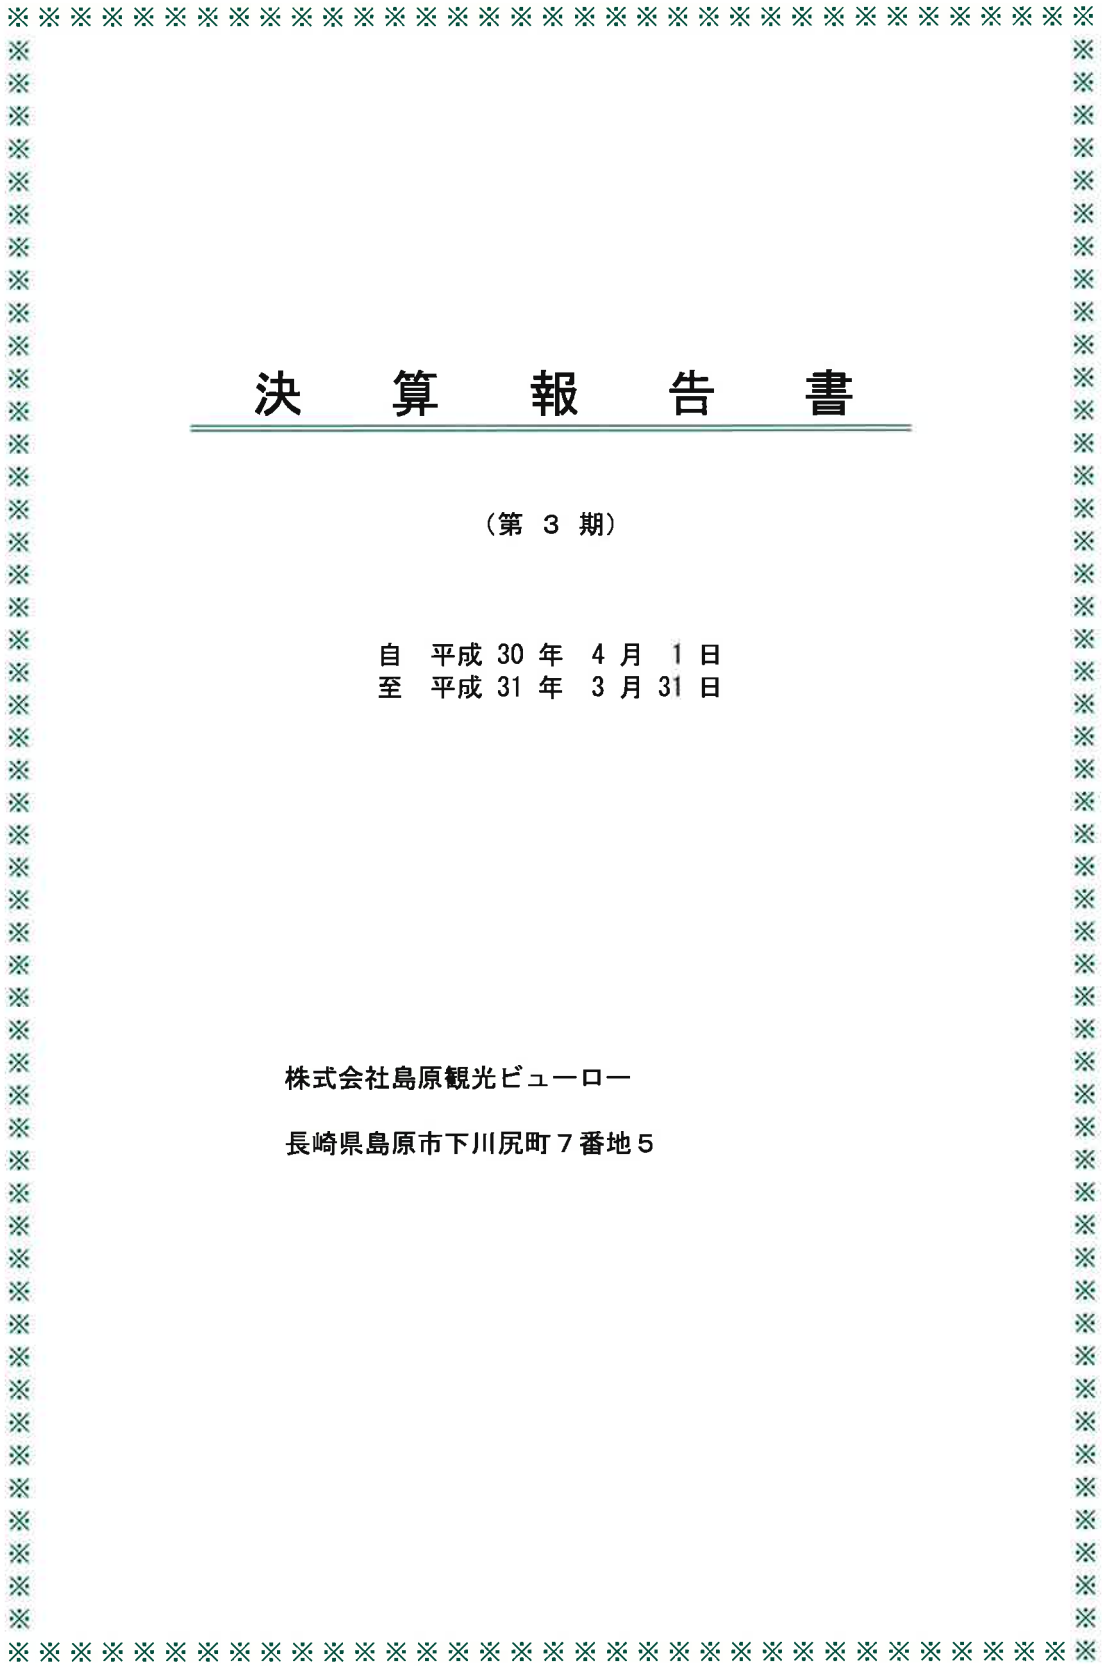 決 算 報 告 書
（第 3 期）
自 平成 30 年 4 月 1 日
至 平成 31 年 3 月 31 日
株式会社島原観光ビューロー
長崎県島原市下川尻町７番地５